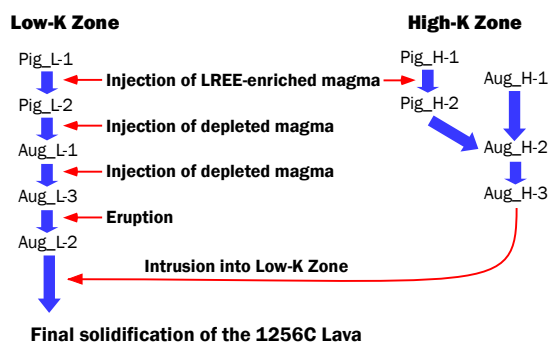 Low-K Zone
High-K Zone
Pig_L-1
Pig_H-1
Injection of LREE-enriched magma
Aug_H-1
Pig_L-2
Pig_H-2
Injection of depleted magma
Aug_L-1
Aug_H-2
Injection of depleted magma
Aug_L-3
Aug_H-3
Eruption
Aug_L-2
Intrusion into Low-K Zone
Final solidification of the 1256C Lava